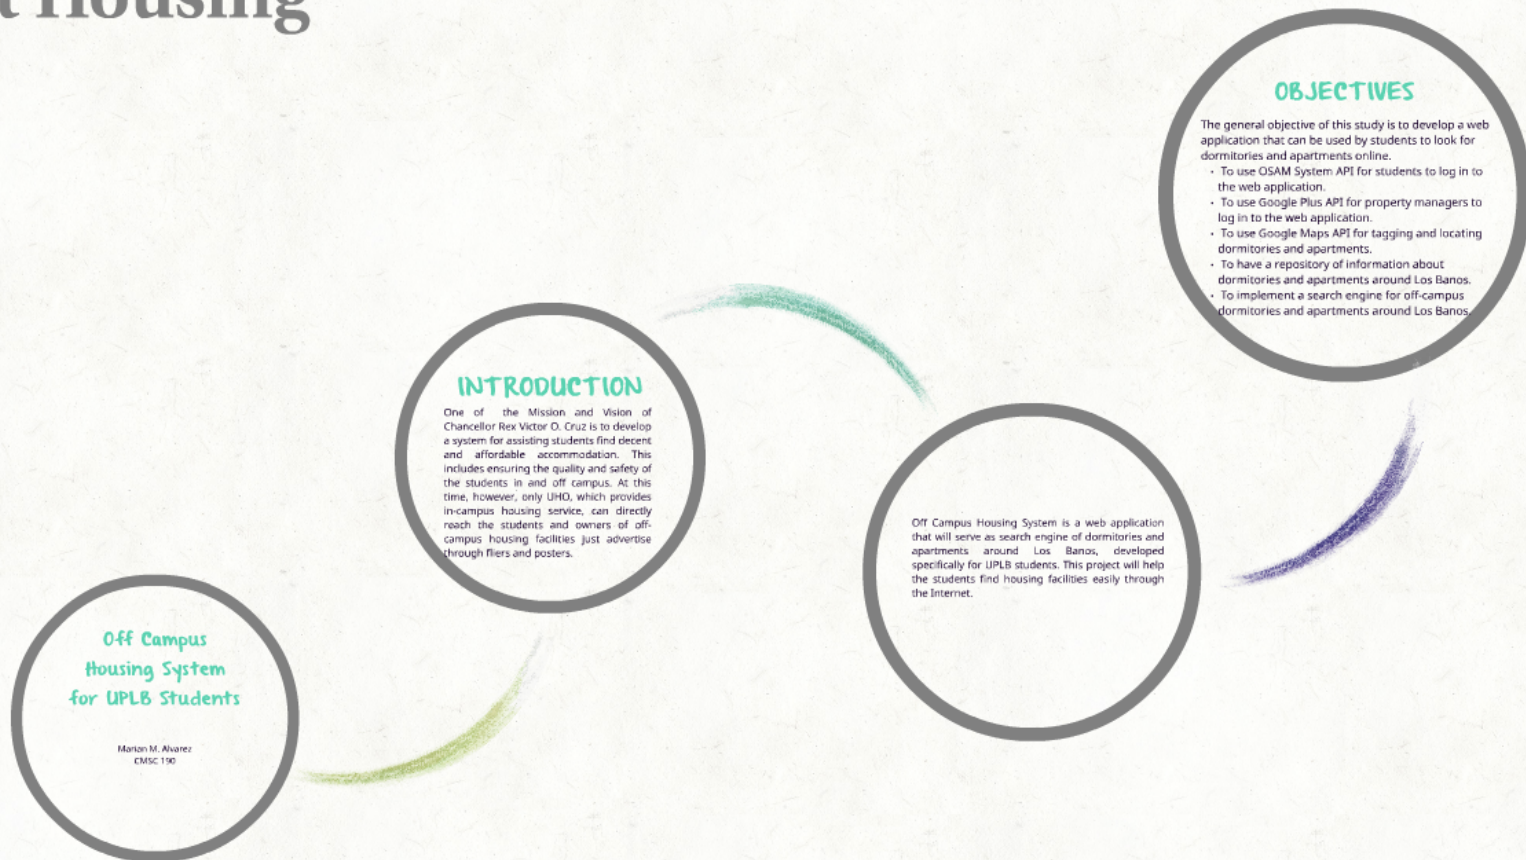 t Housing
Off Campus
Housing System
for UPLB Students
Marian M. Alvarez
CMSC 190
INTRODUCTION
One of the Mission and Vision of
Chancellor Rex Victor O. Cruz is to develop
a system for assisting students find decent
and affordable accommodation. This
includes ensuring the quality and safety of
the students in and off campus. At this
time, however, only UHO, which provides
in-campus housing service, can directly
reach the students and owners of off-
campus housing facilities just advertise
through fliers and posters.
Off Campus Housing System is a web application
that will serve as search engine of dormitories and
apartments around Los Banos, developed
specifically for UPLB students. This project will help
the students find housing facilities easily through
the Internet.
OBJECTIVES
The general objective of this study is to develop a web
application that can be used by students to look for
dormitories and apartments online.
· To use OSAM System API for students to log in to
the web application.
· To use Google Plus API for property managers to
log in to the web application.
· To use Google Maps API for tagging and locating
dormitories and apartments.
· To have a repository of information about
dormitories and apartments around Los Banos.
· To implement a search engine for off-campus
dormitories and apartments around Los Banos.